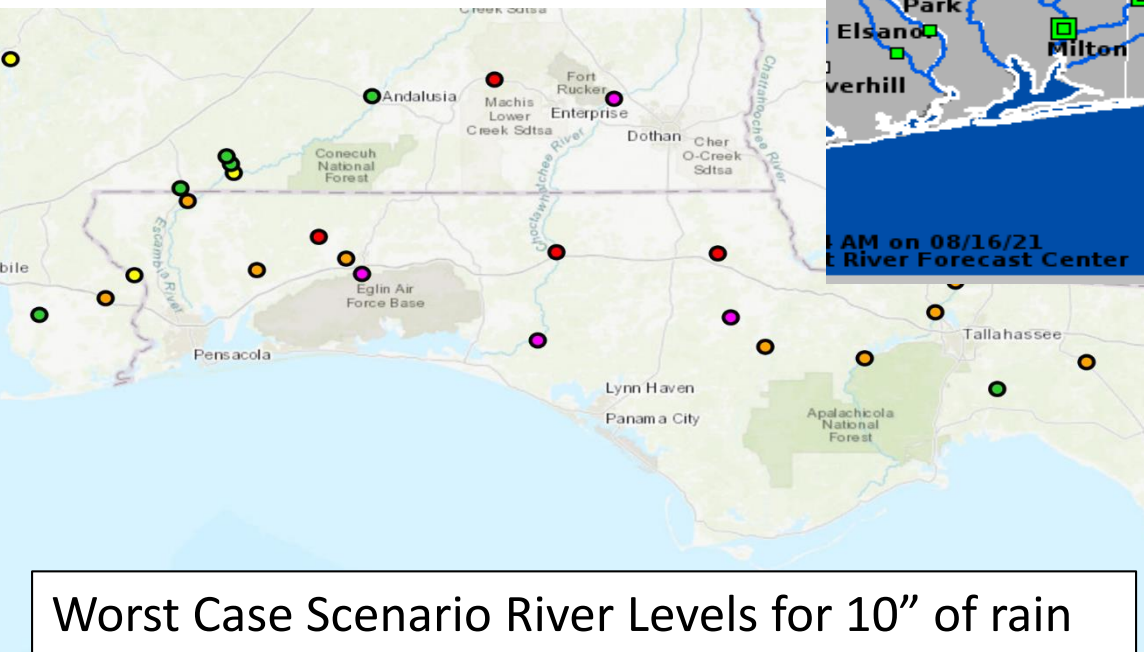 Creek Sdtsa
Park
Elsanor
Milton
verhill
Andalusia
Fort
Rucker
Machis
Lower
Creek Sdtsa
Enterprise
Dothan
Cher
O-Creek
Sdtsa
Chattahoochee River
Conecuh
National
Forest
Choctawhatchee River
Escambia River
bile
AM on 08/16/21
t River Forecast Center
Eglin Air
Force Base
Pensacola
Tallahassee
Lynn Haven
Panama City
Apalachicola
National
Forest
Worst Case Scenario River Levels for 10” of rain